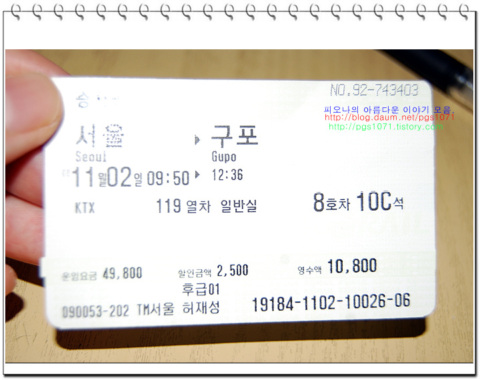 승
NO.92-743403
피오나의 아름다운 이야기 모음
http://blog.daum.net/pgs1071
http://pgs1071.tistory.com
서울 ▶ 구포
Seoul Gupo
11월02일 09:50 ▶ 12:36
KTX 119 열차 일반실 8호차 10C석
운임요금 49,800 할인금액 2,500 영수액 10,800
후급01
090053-202 TM서울 허재성 19184-1102-10026-06